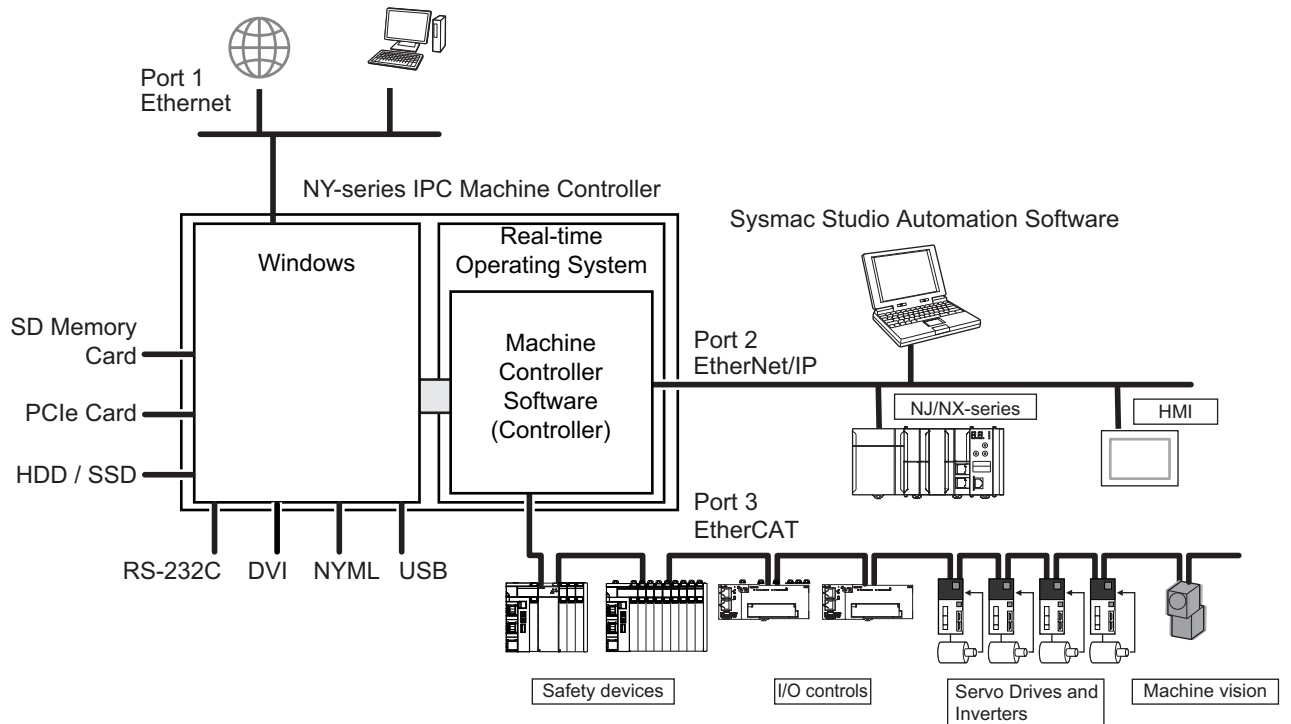 Port 1
Ethernet
NY-series IPC Machine Controller
Sysmac Studio Automation Software
Windows
Real-time
Operating System
SD Memory
Card
PCIe Card
HDD / SSD
Machine
Controller
Software
(Controller)
Port 2
EtherNet/IP
NJ/NX-series
HMI
Port 3
EtherCAT
RS-232C
DVI
NYML
USB
Safety devices
I/O controls
Servo Drives and
Inverters
Machine vision